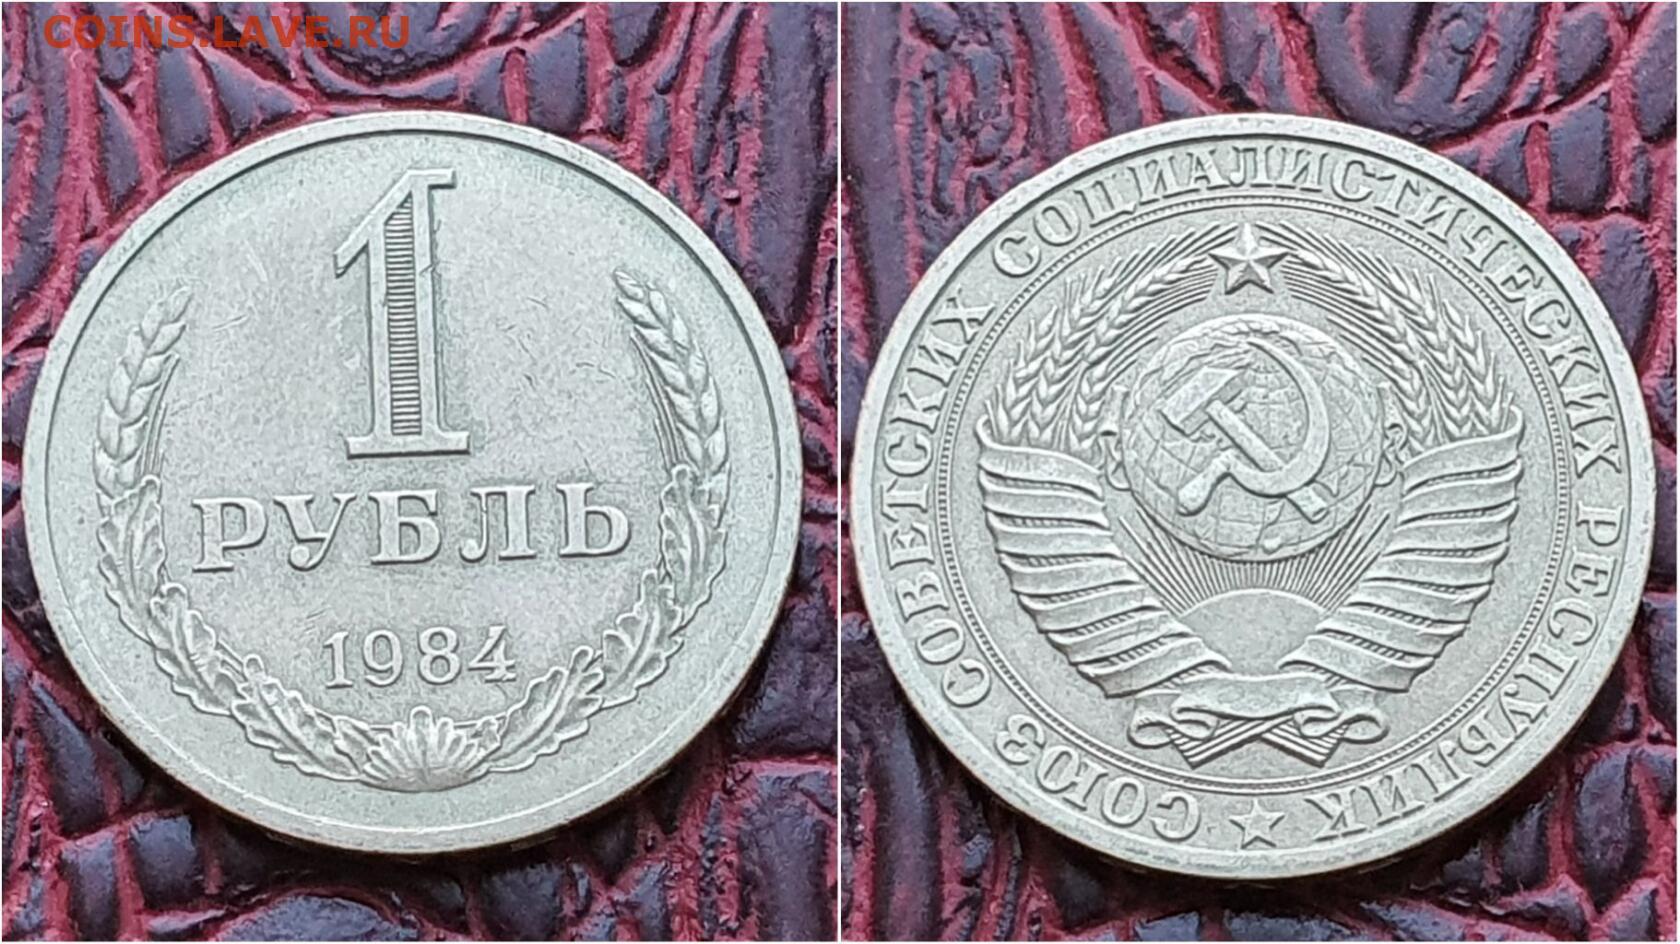 COINS.LAVE.RU
1
РУБЛЬ
1984
СОЮЗ СОВЕТСКИХ СОЦИАЛИСТИЧЕСКИХ РЕСПУБЛИК